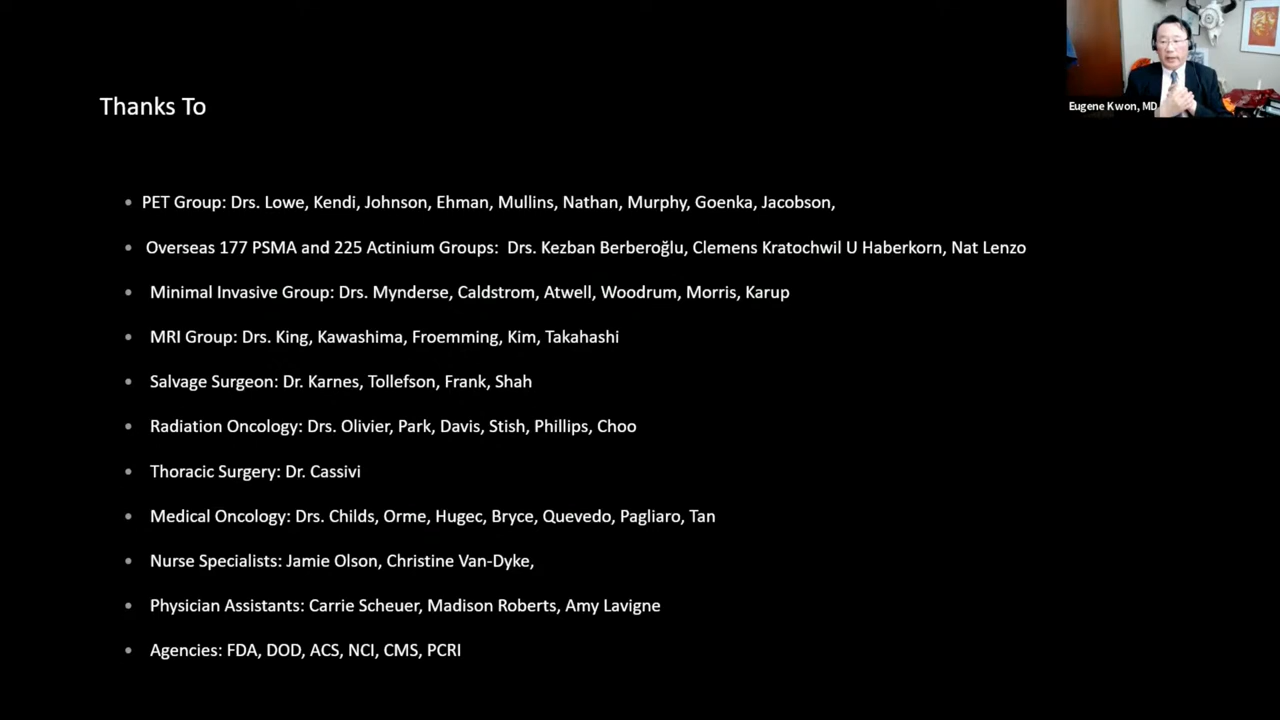 Eugene Kwon, MD
Thanks To
PET Group: Drs. Lowe, Kendi, Johnson, Ehman, Mullins, Nathan, Murphy, Goenka, Jacobson,
Overseas 177 PSMA and 225 Actinium Groups: Drs. Kezban Berberoğlu, Clemens Kratochwil U Haberkorn, Nat Lenzo
Minimal Invasive Group: Drs. Mynderse, Caldstrom, Atwell, Woodrum, Morris, Karup
MRI Group: Drs. King, Kawashima, Froemming, Kim, Takahashi
Salvage Surgeon: Dr. Karnes, Tollefson, Frank, Shah
Radiation Oncology: Drs. Olivier, Park, Davis, Stish, Phillips, Choo
Thoracic Surgery: Dr. Cassivi
Medical Oncology: Drs. Childs, Orme, Hugec, Bryce, Quevedo, Pagliaro, Tan
Nurse Specialists: Jamie Olson, Christine Van-Dyke,
Physician Assistants: Carrie Scheuer, Madison Roberts, Amy Lavigne
Agencies: FDA, DOD, ACS, NCI, CMS, PCRI